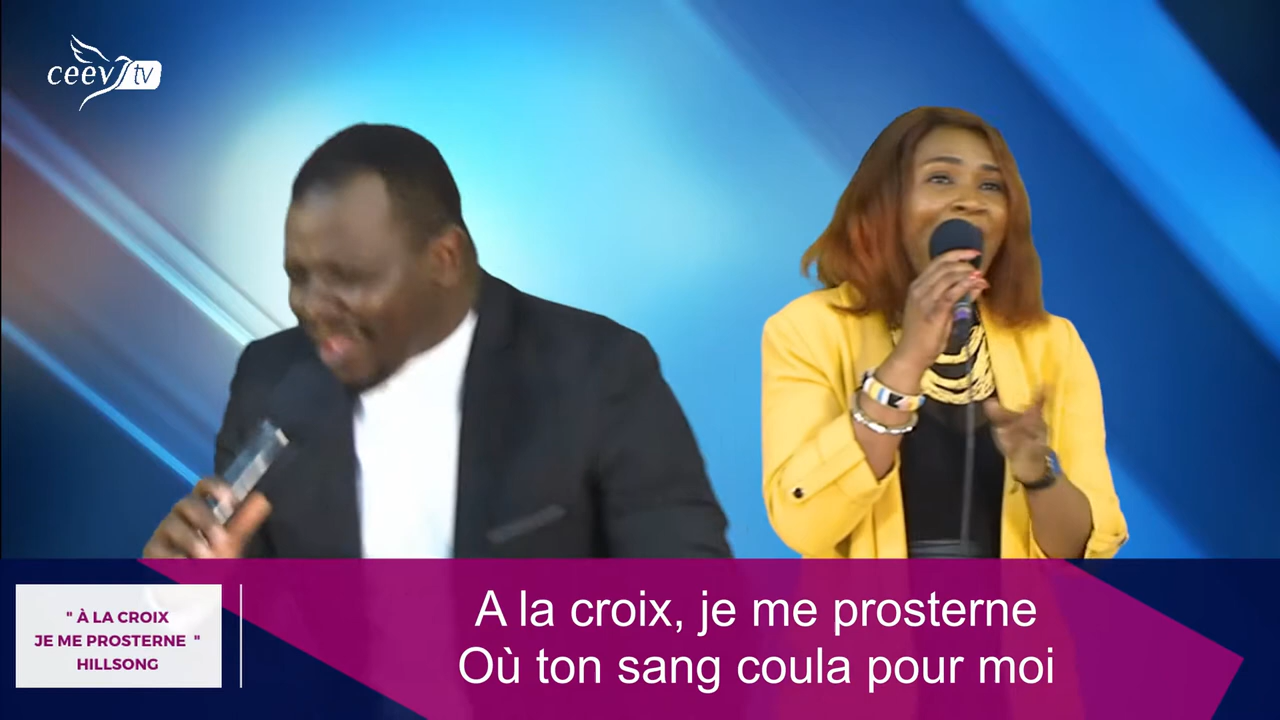 ceev tv
" À LA CROIX
JE ME PROSTERNE "
HILLSONG
A la croix, je me prosterne
Où ton sang coula pour moi